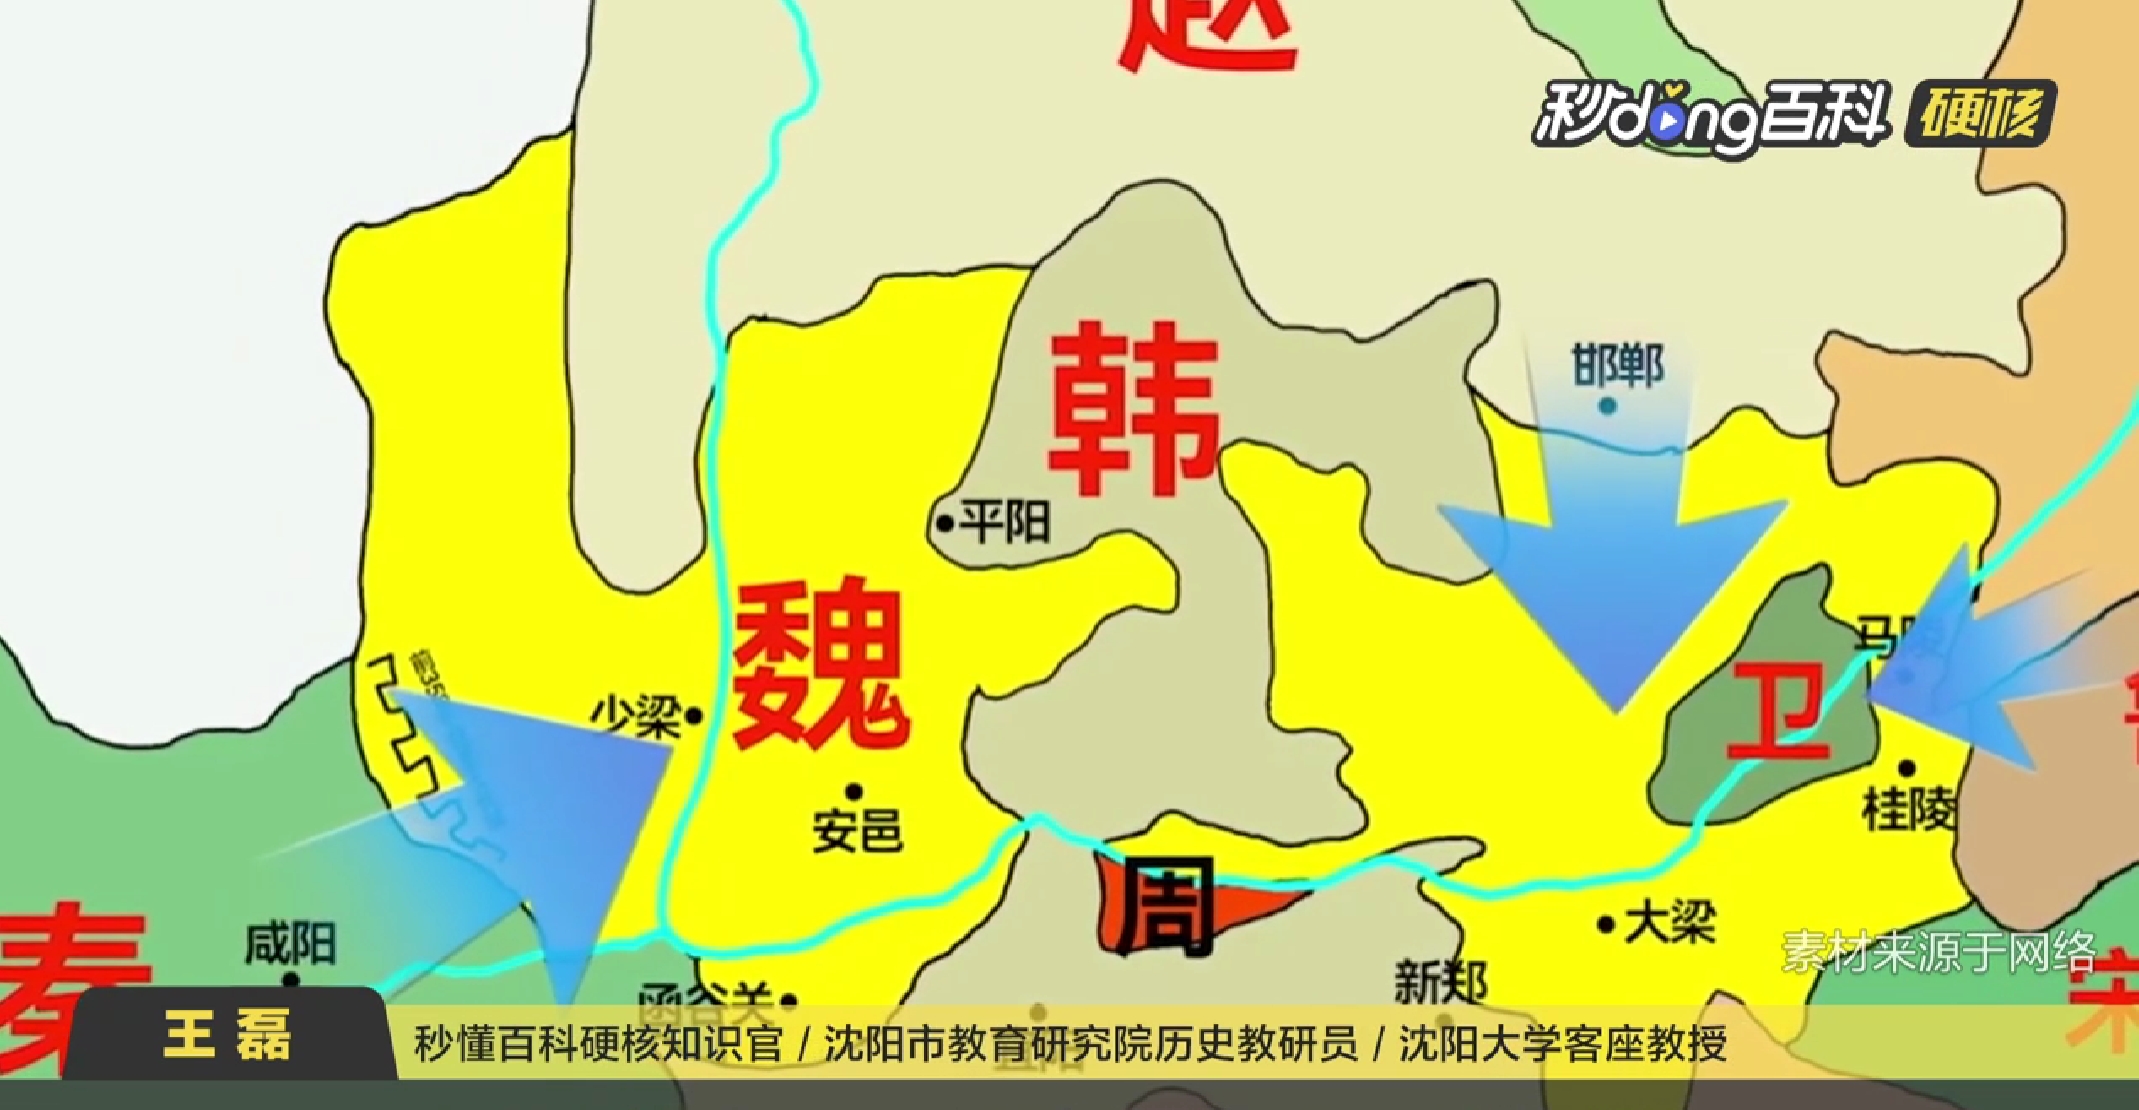 赵
秒dong百科 硬核
韩
邯郸
平阳
魏
少梁
马陵
卫
安邑
桂陵
周
秦
咸阳
大梁
素材来源于网络
新郑
函谷关
宋
王磊
秒懂百科硬核知识官 / 沈阳市教育研究院历史教研员 / 沈阳大学客座教授